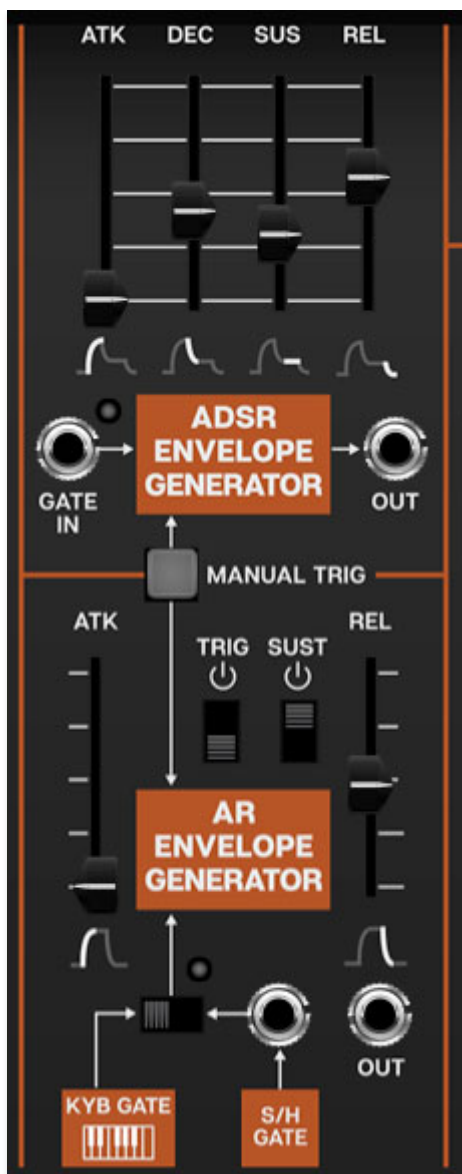 ATK DEC SUS REL
ADSR
ENVELOPE
GENERATOR
GATE
IN
OUT
MANUAL TRIG
ATK
TRIG SUST
REL
AR
ENVELOPE
GENERATOR
OUT
KYB GATE
S/H
GATE